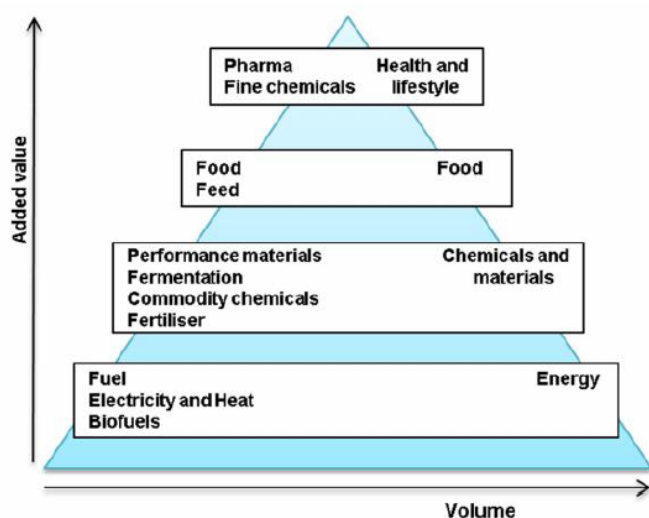 Added value
Pharma Health and
Fine chemicals lifestyle
Food Food
Feed
Performance materials Chemicals and
Fermentation materials
Commodity chemicals
Fertiliser
Fuel Energy
Electricity and Heat
Biofuels
Volume